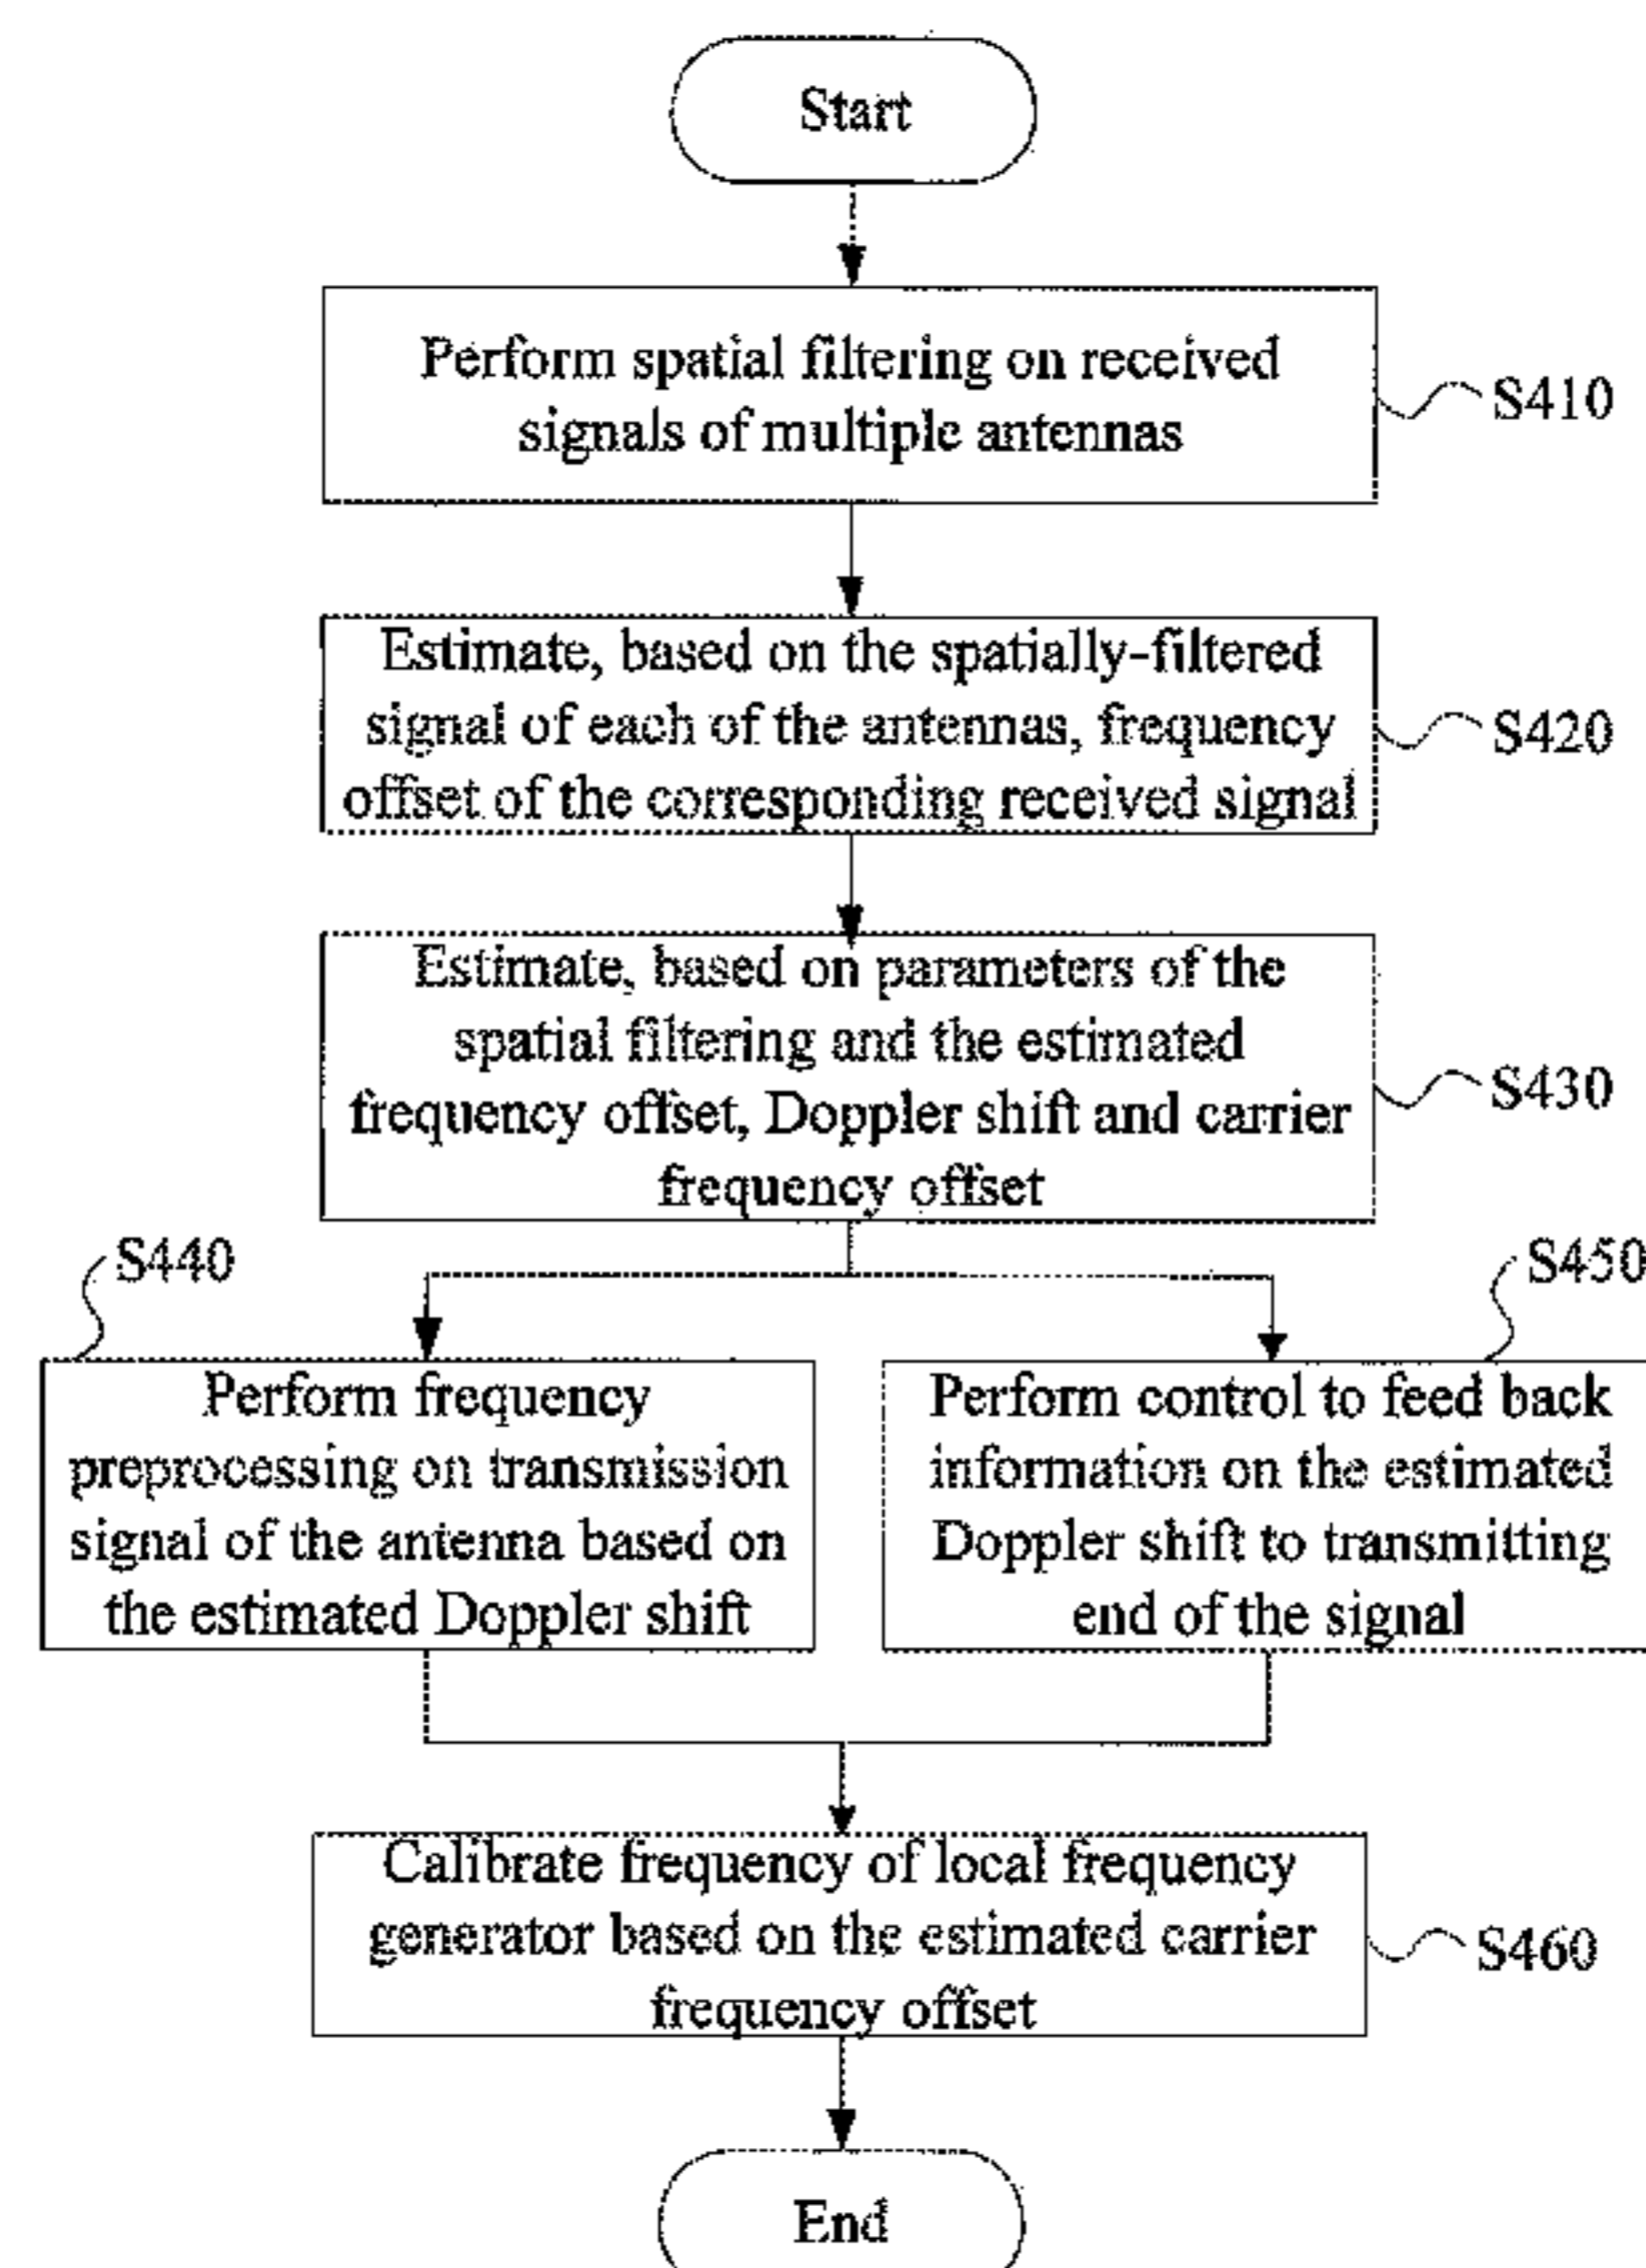 Start
Perform spatial filtering on received
signals of multiple antennas
S410
Estimate, based on the spatially-filtered
signal of each of the antennas, frequency
offset of the corresponding received signal
S420
Estimate, based on parameters of the
spatial filtering and the estimated
frequency offset, Doppler shift and carrier
frequency offset
S430
S440
Perform frequency
preprocessing on transmission
signal of the antenna based on
the estimated Doppler shift
S450
Perform control to feed back
information on the estimated
Doppler shift to transmitting
end of the signal
Calibrate frequency of local frequency
generator based on the estimated carrier
frequency offset
S460
End